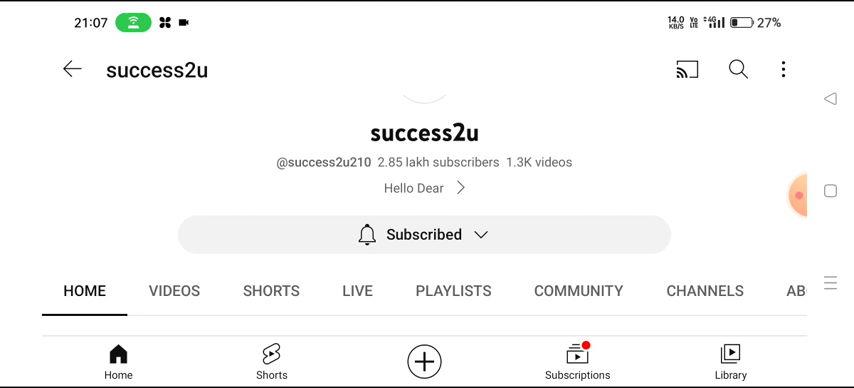 21:07 14.0 KB/S Vo LTE 4G 27%
success2u
success2u
@success2u210 2.85 lakh subscribers 1.3K videos
Hello Dear
Subscribed
HOME VIDEOS SHORTS LIVE PLAYLISTS COMMUNITY CHANNELS AB
Home Shorts Subscriptions Library